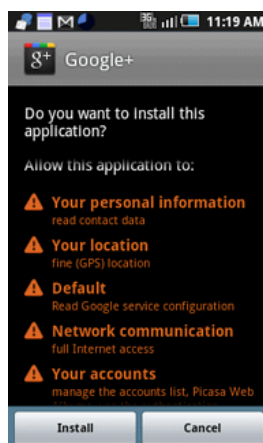 3G 11:19 AM
8+ Google+
Do you want to install this
application?
Allow this application to:
Your personal information
read contact data
Your location
fine (GPS) location
Default
Read Google service configuration
Network communication
full Internet access
Your accounts
manage the accounts list, Picasa Web
Install Cancel